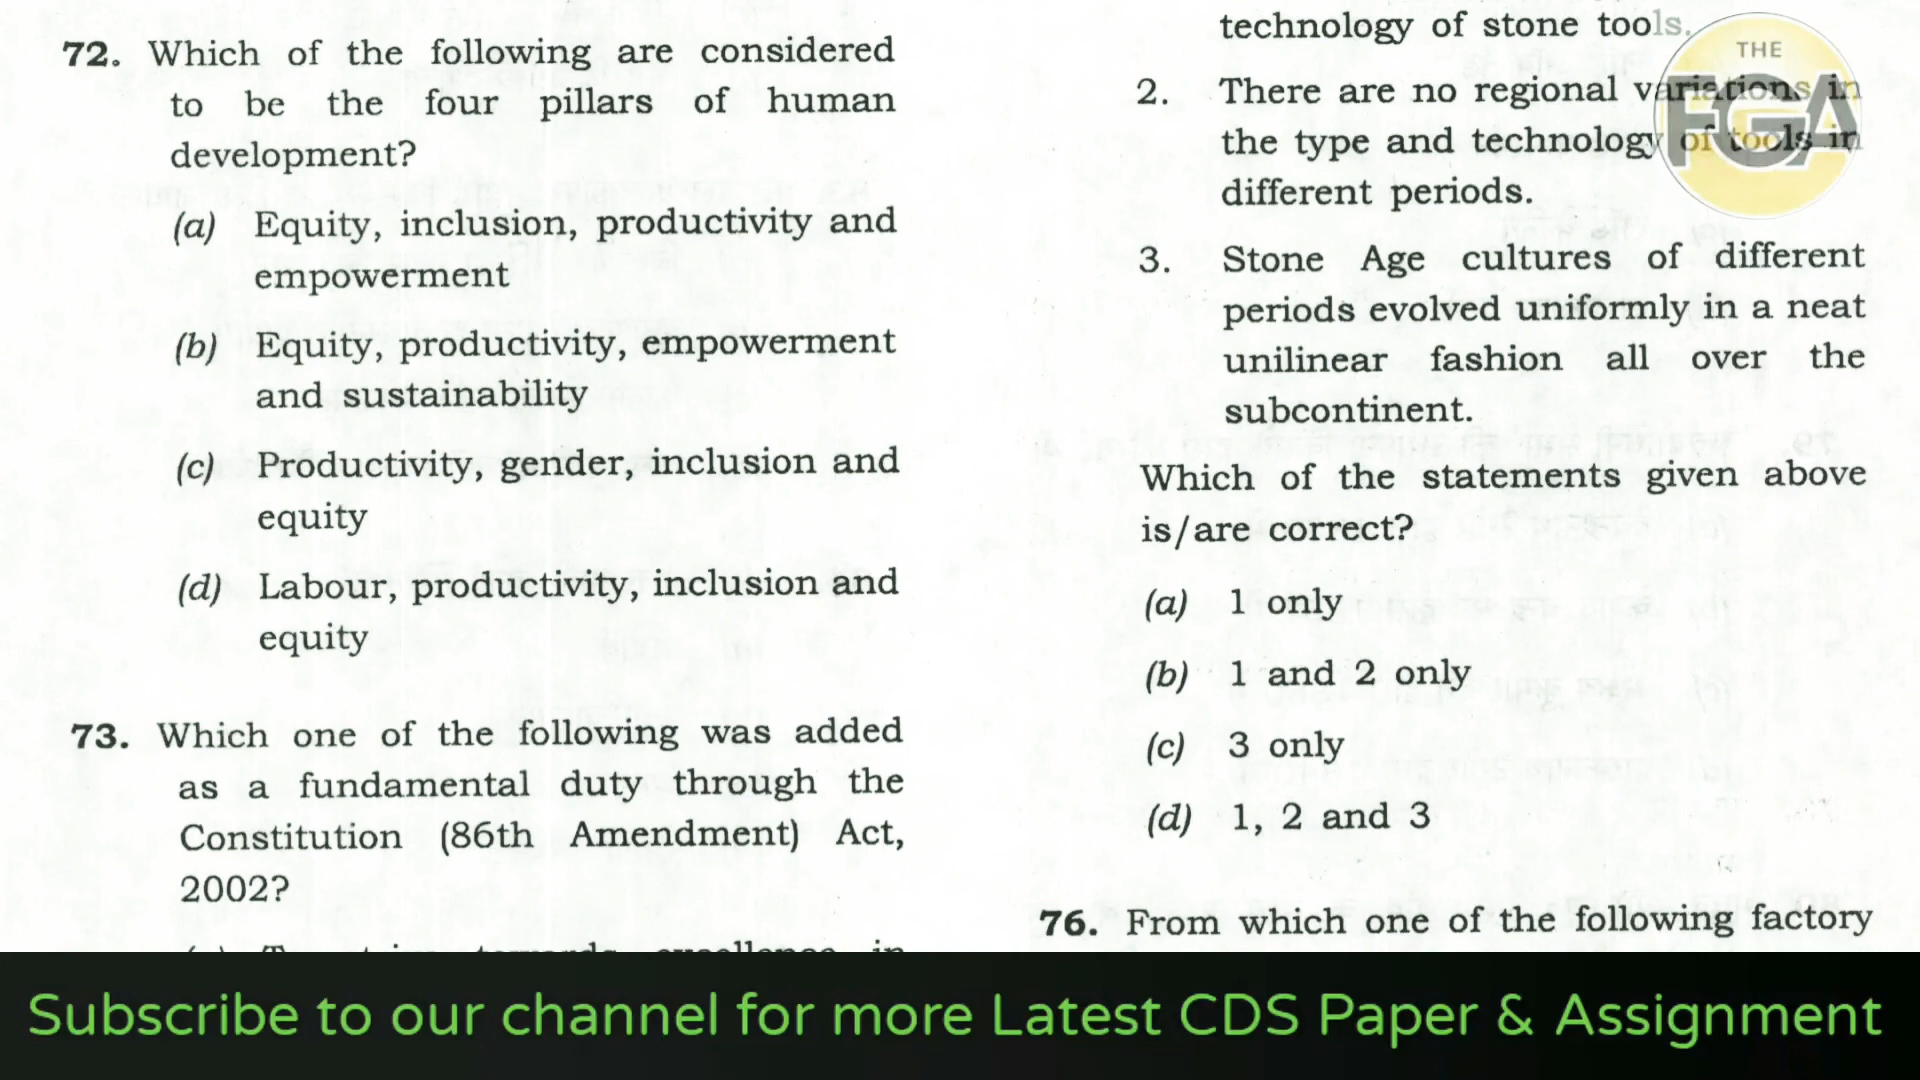 72. Which of the following are considered
to be the four pillars of human
development?
(a) Equity, inclusion, productivity and
empowerment
(b) Equity, productivity, empowerment
and sustainability
(c) Productivity, gender, inclusion and
equity
(d) Labour, productivity, inclusion and
equity
73. Which one of the following was added
as a fundamental duty through the
Constitution (86th Amendment) Act,
2002?
technology of stone tools.
2. There are no regional variations in
the type and technology of tools in
different periods.
3. Stone Age cultures of different
periods evolved uniformly in a neat
unilinear fashion all over the
subcontinent.
Which of the statements given above
is/are correct?
(a) 1 only
(b) 1 and 2 only
(c) 3 only
(d) 1, 2 and 3
76. From which one of the following factory
THE
FGA
Subscribe to our channel for more Latest CDS Paper & Assignment